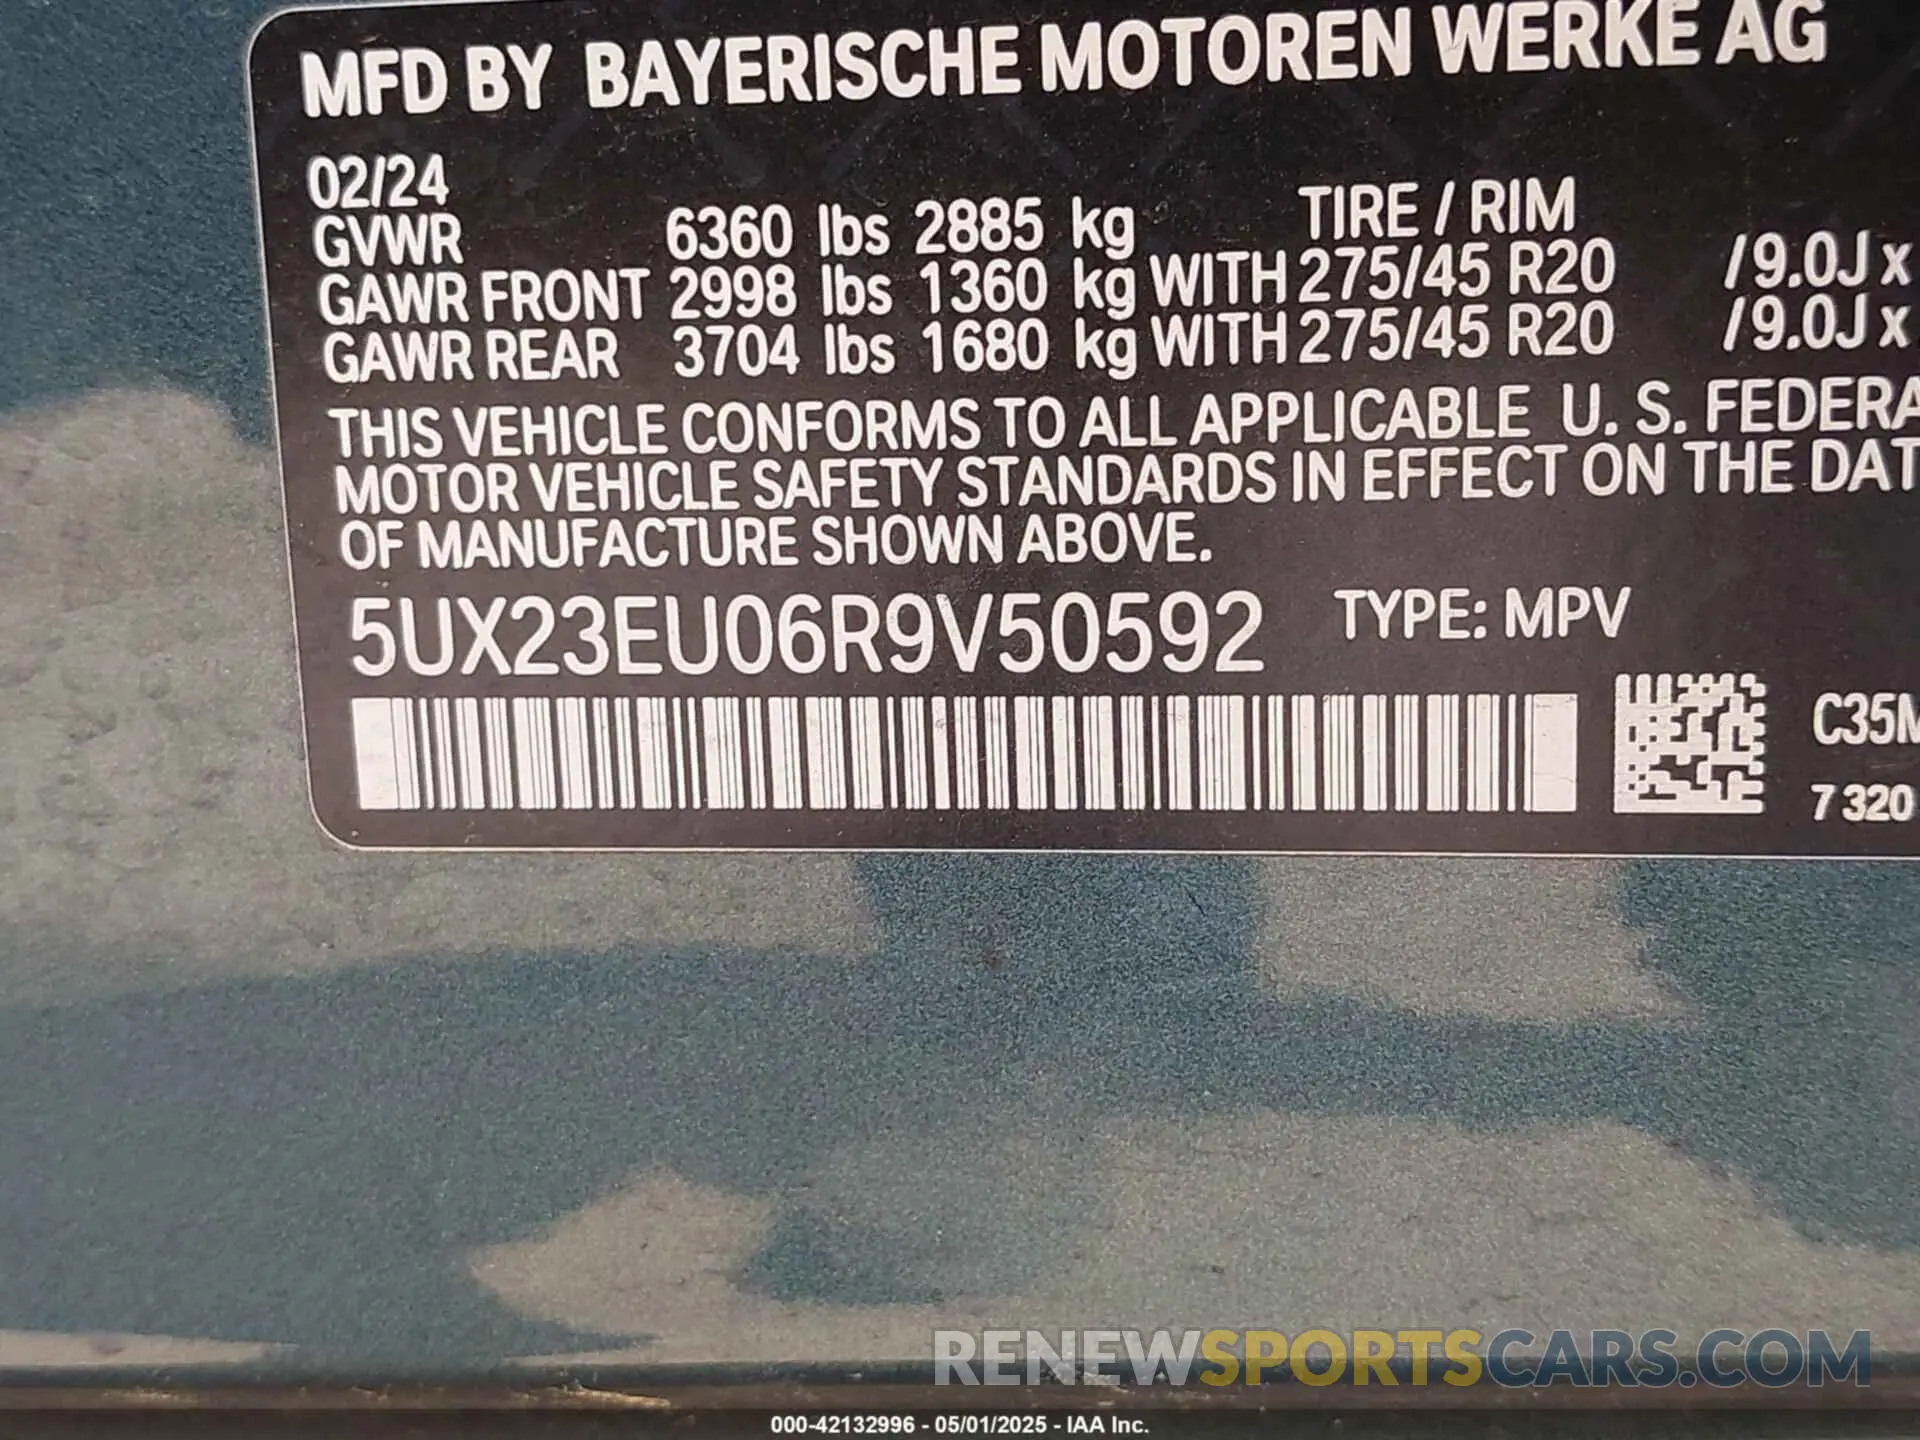 MFD BY BAYERISCHE MOTOREN WERKE AG
02/24
GVWR 6360 lbs 2885 kg TIRE / RIM
GAWR FRONT 2998 lbs 1360 kg WITH 275/45 R20 /9.0J x
GAWR REAR 3704 lbs 1680 kg WITH 275/45 R20 /9.0J x
THIS VEHICLE CONFORMS TO ALL APPLICABLE U. S. FEDERA
MOTOR VEHICLE SAFETY STANDARDS IN EFFECT ON THE DAT
OF MANUFACTURE SHOWN ABOVE.
5UX23EU06R9V50592 TYPE: MPV
C35M
7 320
RENEWSPORTSCARS.COM
000-42132996 - 05/01/2025 - IAA Inc.